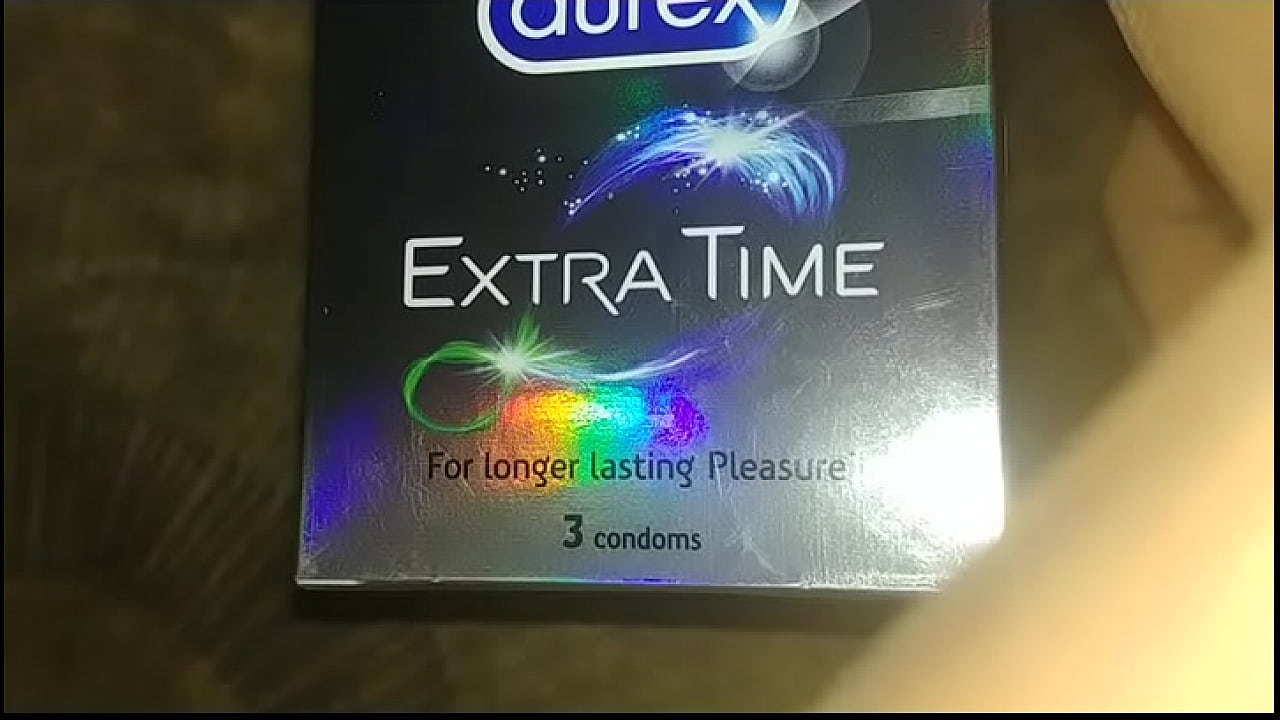 durex
EXTRA TIME
For longer lasting Pleasure
3 condoms